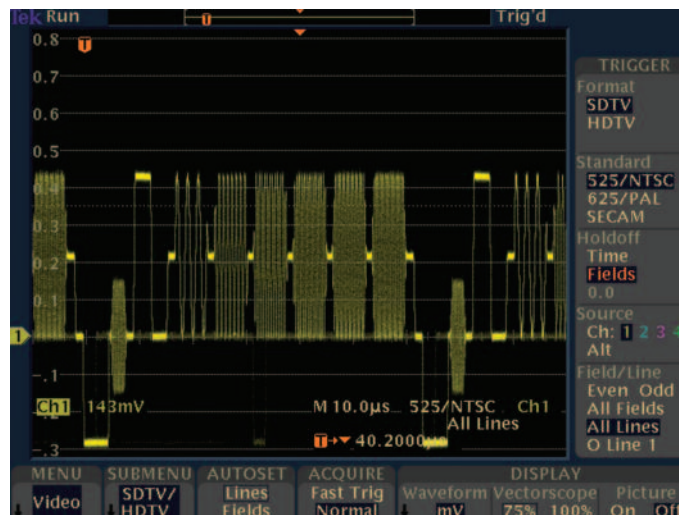 Tek Run Trig'd
T
T
0.8
0.7
0.6
0.5
0.4
0.3
0.2
0.1
1
-.1
-.3
Ch1 143mV M 10.0µs 525/NTSC Ch1
All Lines
T 40.2000µs
TRIGGER
Format
SDTV
HDTV
Standard
525/NTSC
625/PAL
SECAM
Holdoff
Time
Fields
0.0
Source
Ch: 1 2 3 4
Alt
Field/Line
Even Odd
All Fields
All Lines
O Line 1
MENU SUBMENU AUTOSET ACQUIRE DISPLAY
Video SDTV/ HDTV Lines Fields Fast Trig Normal Waveform mV Vectorscope 75% 100% Picture On Off